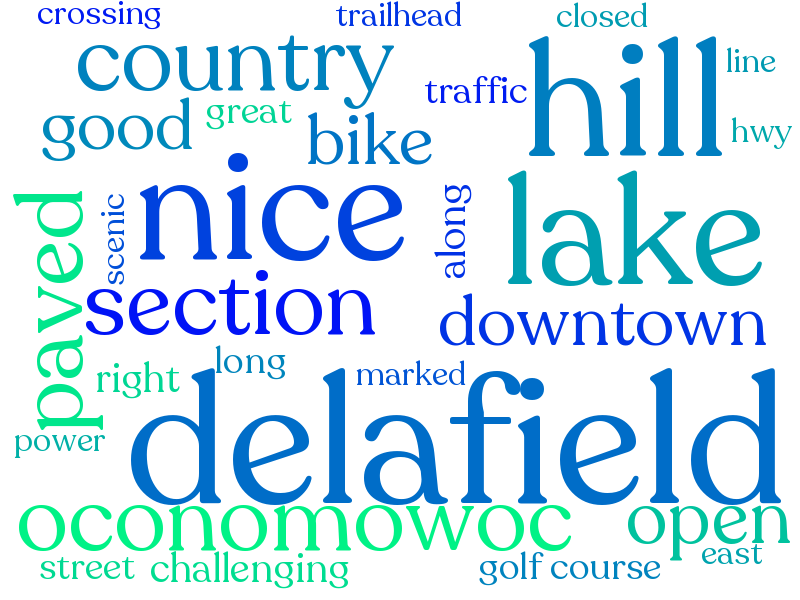 crossing
trailhead
closed
country
hill
line
traffic
good
great
bike
hwy
nice
lake
paved
scenic
along
section
downtown
right
long
marked
delafield
power
oconomowoc
open
east
street
challenging
golf course